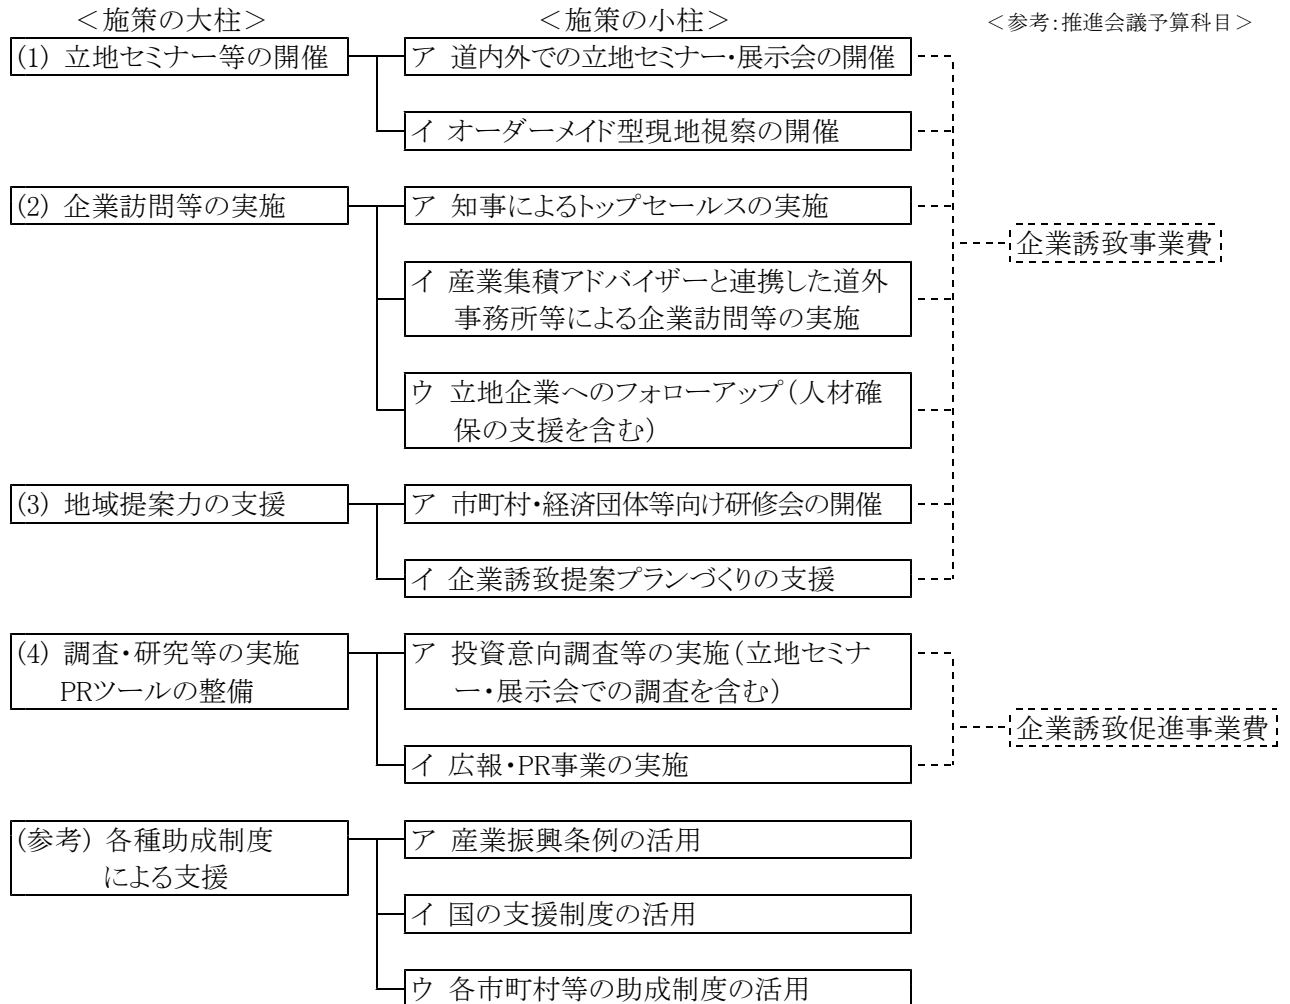 ＜施策の大柱＞
＜施策の小柱＞
＜参考：推進会議予算科目＞
(1) 立地セミナー等の開催
ア 道内外での立地セミナー・展示会の開催
イ オーダーメイド型現地視察の開催
(2) 企業訪問等の実施
ア 知事によるトップセールスの実施
企業誘致事業費
イ 産業集積アドバイザーと連携した道外
事務所等による企業訪問等の実施
ウ 立地企業へのフォローアップ（人材確
保の支援を含む）
(3) 地域提案力の支援
ア 市町村・経済団体等向け研修会の開催
イ 企業誘致提案プランづくりの支援
(4) 調査・研究等の実施
PRツールの整備
ア 投資意向調査等の実施（立地セミナ
ー・展示会での調査を含む）
企業誘致促進事業費
イ 広報・PR事業の実施
(参考) 各種助成制度
による支援
ア 産業振興条例の活用
イ 国の支援制度の活用
ウ 各市町村等の助成制度の活用